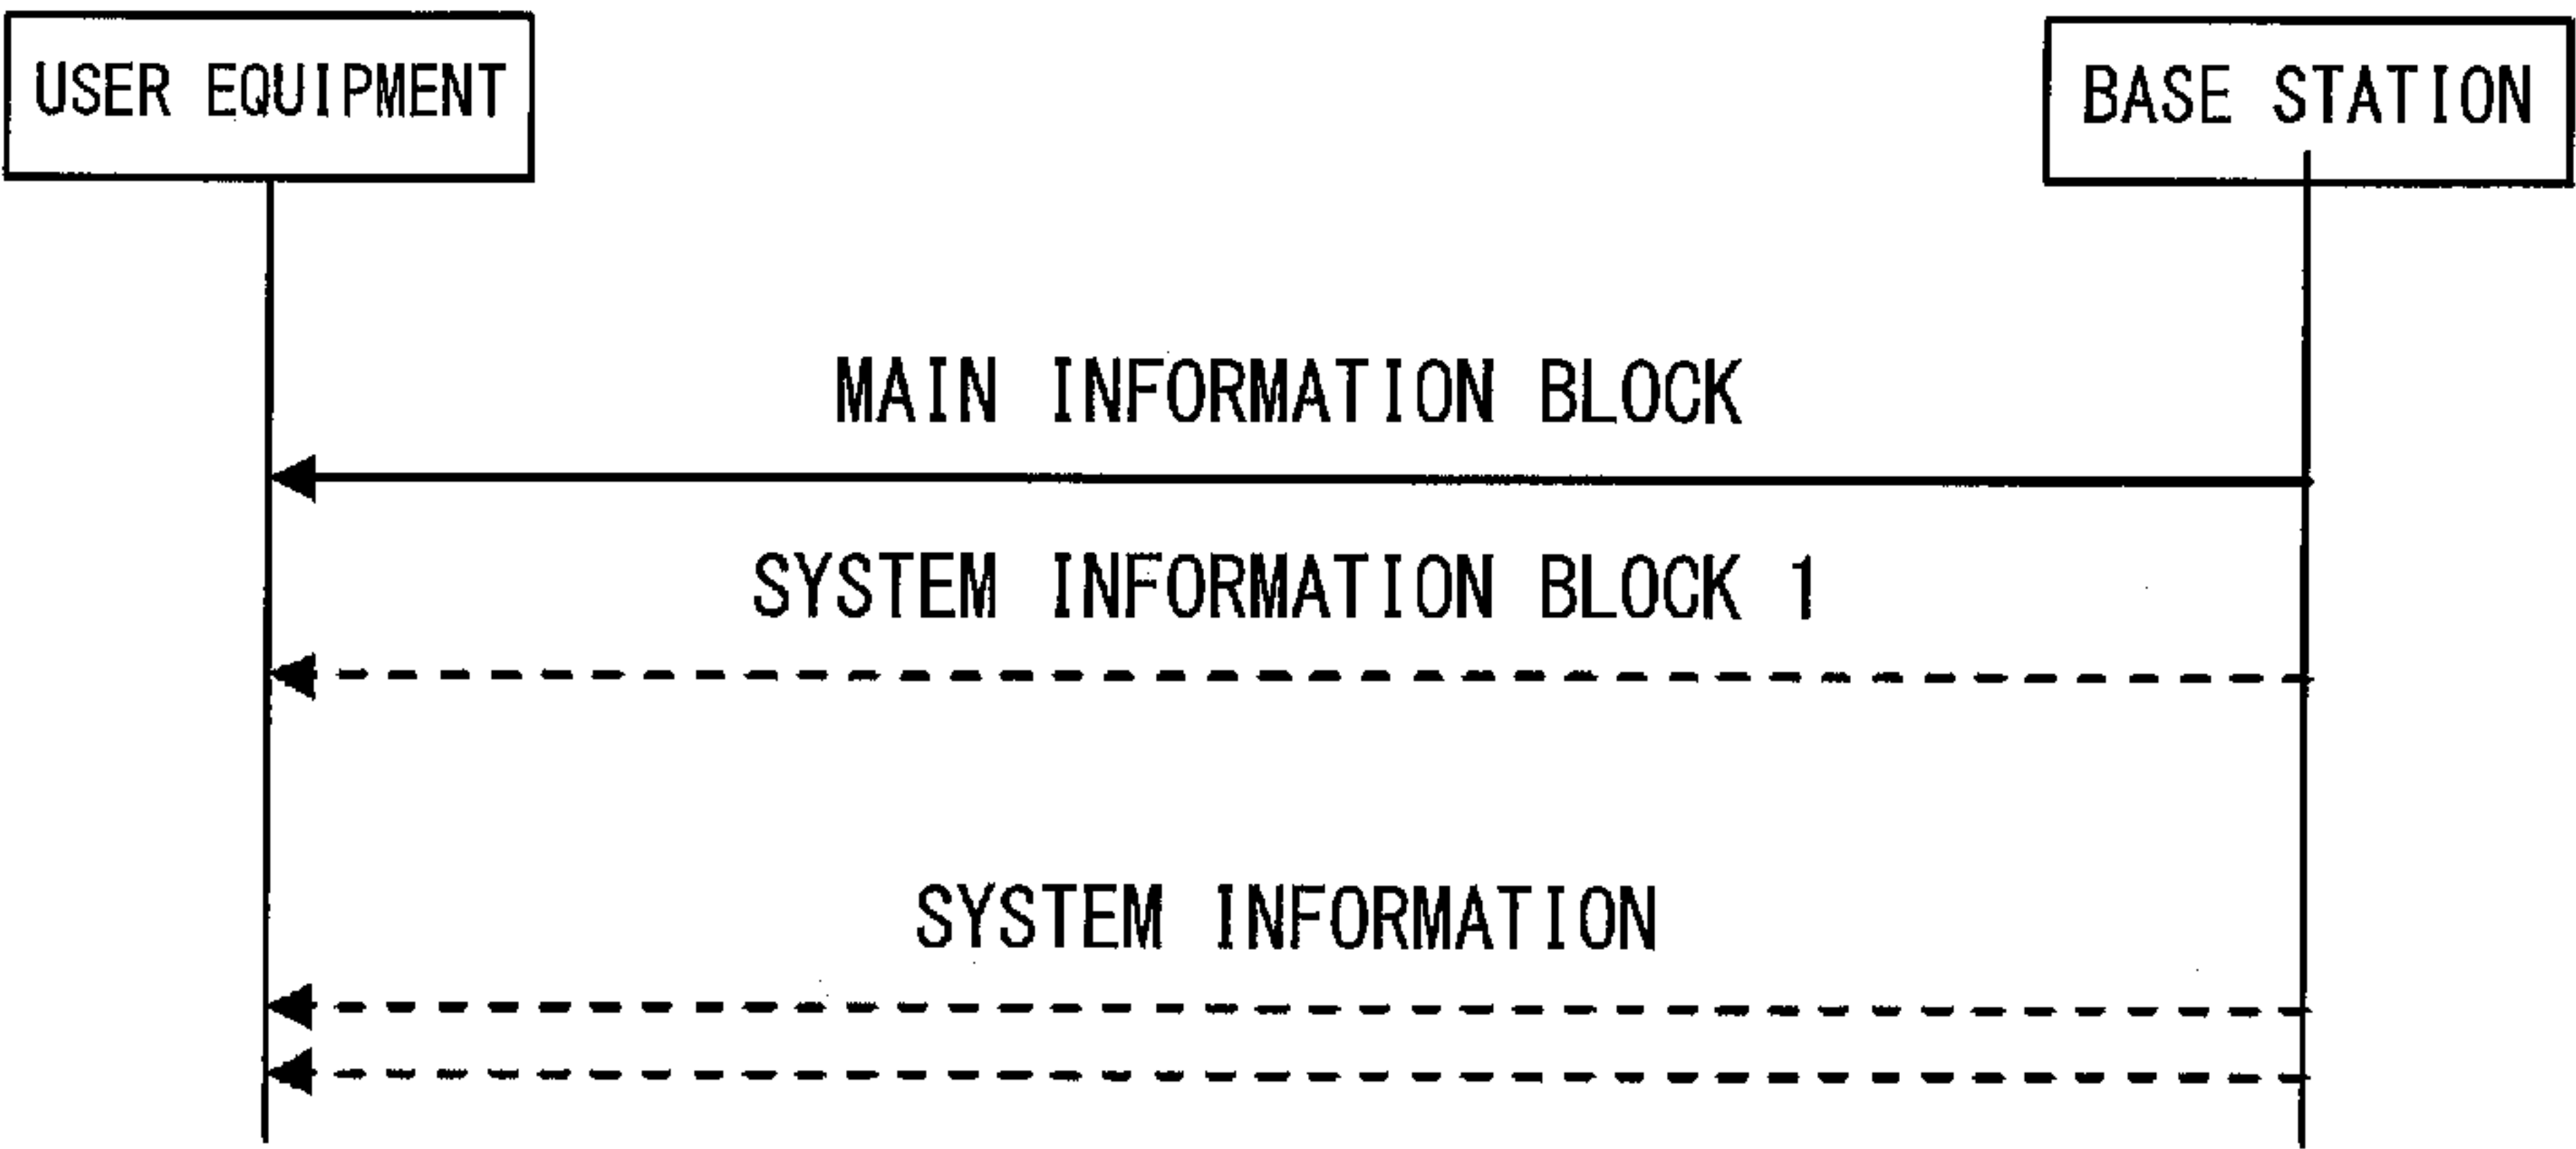 USER EQUIPMENT
BASE STATION
MAIN INFORMATION BLOCK
SYSTEM INFORMATION BLOCK 1
SYSTEM INFORMATION